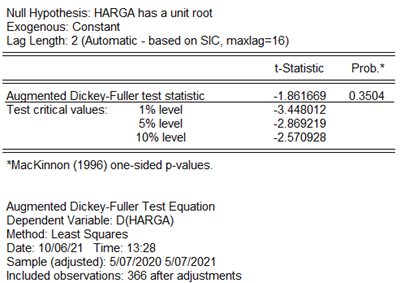 Null Hypothesis: HARGA has a unit root
Exogenous: Constant
Lag Length: 2 (Automatic - based on SIC, maxlag=16)
t-Statistic Prob.*
Augmented Dickey-Fuller test statistic -1.861669 0.3504
Test critical values: 1% level -3.448012
5% level -2.869219
10% level -2.570928
*MacKinnon (1996) one-sided p-values.
Augmented Dickey-Fuller Test Equation
Dependent Variable: D(HARGA)
Method: Least Squares
Date: 10/06/21 Time: 13:28
Sample (adjusted): 5/07/2020 5/07/2021
Included observations: 366 after adjustments